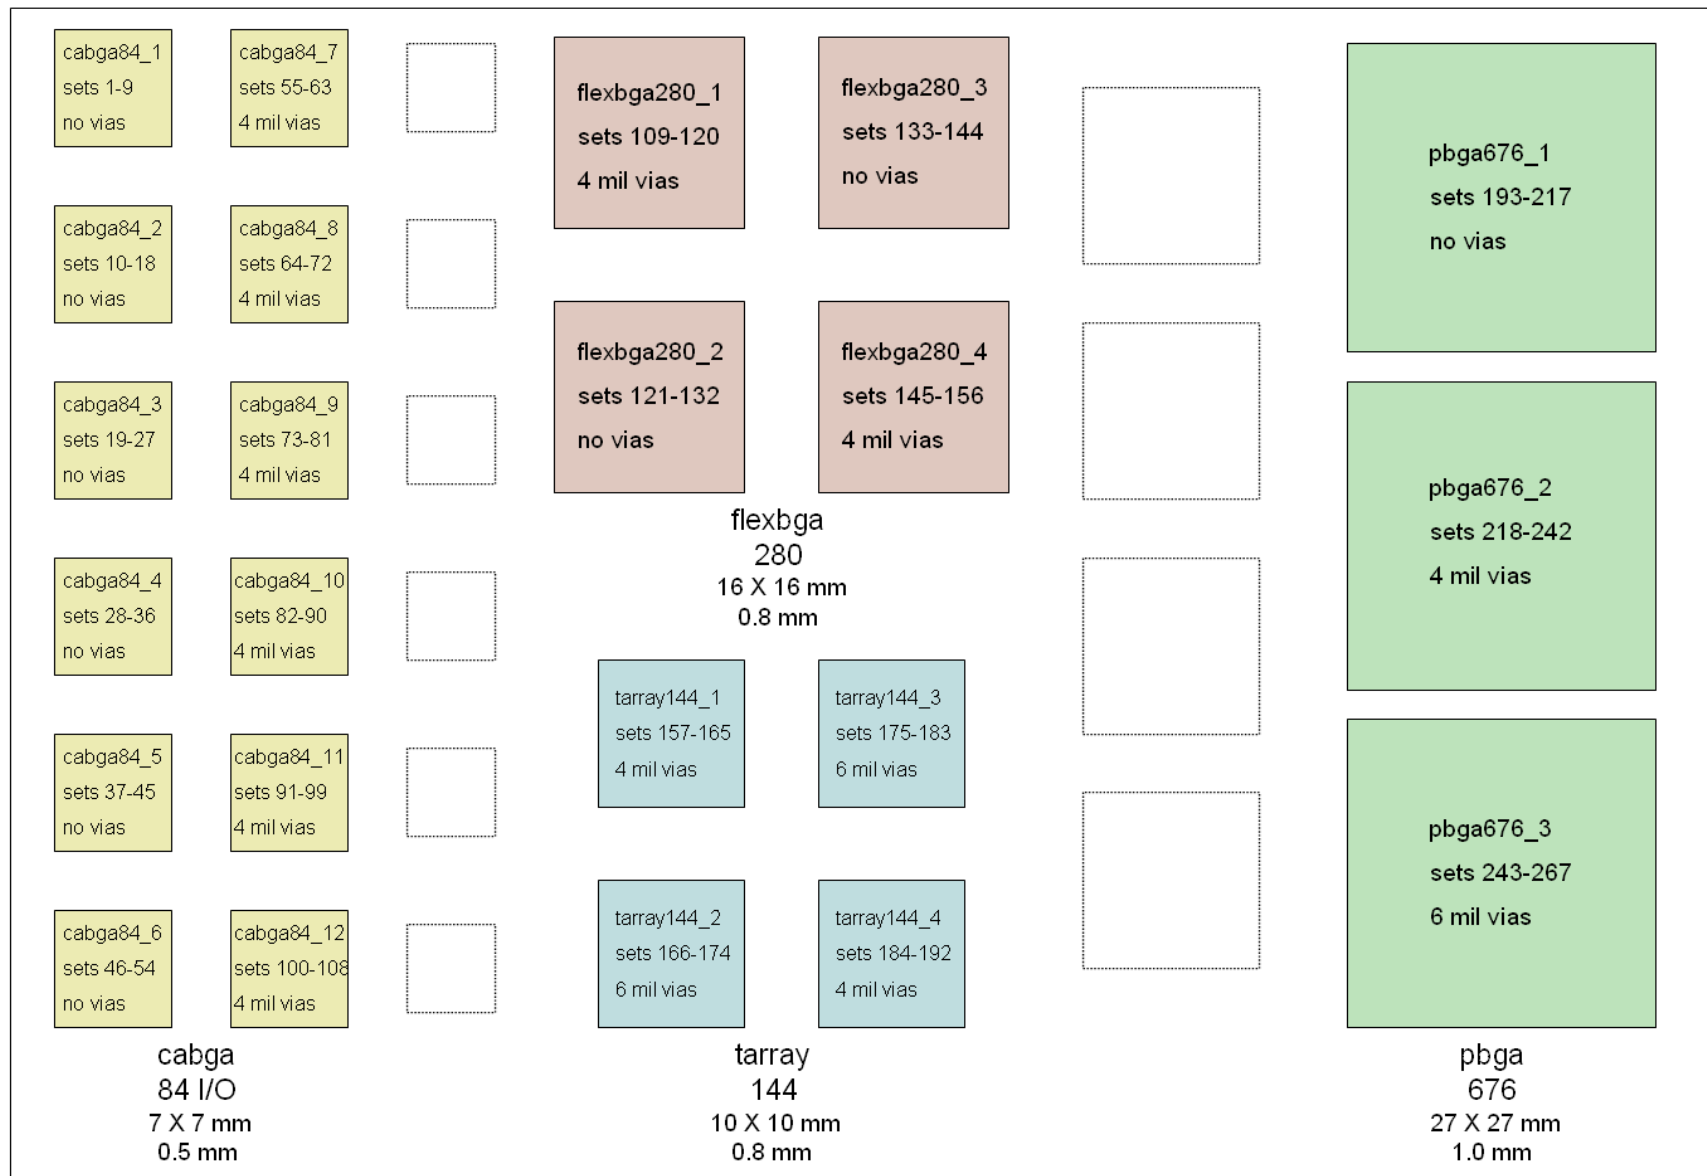 cabga84_1
sets 1-9
no vias
cabga84_2
sets 10-18
no vias
cabga84_3
sets 19-27
no vias
cabga84_4
sets 28-36
no vias
cabga84_5
sets 37-45
no vias
cabga84_6
sets 46-54
no vias
cabga84_7
sets 55-63
4 mil vias
cabga84_8
sets 64-72
4 mil vias
cabga84_9
sets 73-81
4 mil vias
cabga84_10
sets 82-90
4 mil vias
cabga84_11
sets 91-99
4 mil vias
cabga84_12
sets 100-108
4 mil vias
cabga
84 I/O
7 X 7 mm
0.5 mm
flexbga280_1
sets 109-120
4 mil vias
flexbga280_2
sets 121-132
no vias
flexbga280_3
sets 133-144
no vias
flexbga280_4
sets 145-156
4 mil vias
flexbga
280
16 X 16 mm
0.8 mm
tarray144_1
sets 157-165
4 mil vias
tarray144_2
sets 166-174
6 mil vias
tarray144_3
sets 175-183
6 mil vias
tarray144_4
sets 184-192
4 mil vias
tarray
144
10 X 10 mm
0.8 mm
pbga676_1
sets 193-217
no vias
pbga676_2
sets 218-242
4 mil vias
pbga676_3
sets 243-267
6 mil vias
pbga
676
27 X 27 mm
1.0 mm